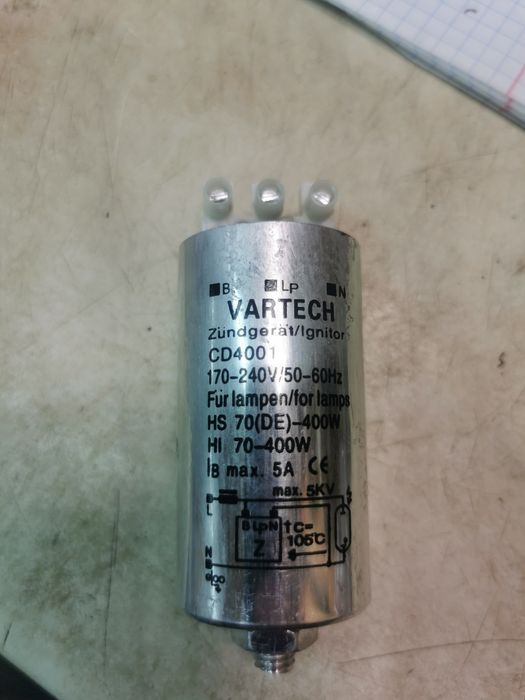 B Lp N
VARTECH
Zündgerät/Ignitor
CD4001
170-240V/50-60Hz
Für lampen/for lamps
HS 70(DE)-400W
HI 70-400W
IB max. 5A CE
max. 5KV
B
L
B Lp N tc=
105°C
Z
N